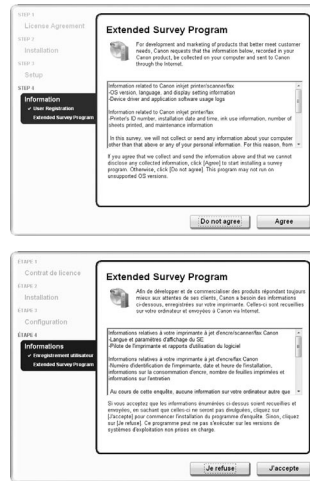 STEP 1
License Agreement
STEP 2
Installation
STEP 3
Setup
STEP 4
Information
✓ User Registration
Extended Survey Program
Extended Survey Program
For development and marketing of products that better meet customer
needs, Canon requests that the information below, recorded in your
Canon product, be collected on your computer and sent to Canon
through the Internet.
Information related to Canon inkjet printer/scanner/fax
-OS version, language, and display setting information
-Device driver and application software usage logs
Information related to Canon inkjet printer/fax
-Printer's ID number, installation date and time, ink use information, number of
sheets printed, and maintenance information
In this survey, we will not collect or send any information about your computer
other than that above or any of your personal information. For this reason, from
If you agree that we collect and send the information above and that we cannot
disclose any collected information, click [Agree] to start installing a survey
program. Otherwise, click [Do not agree]. This program may not run on
unsupported OS versions.
Do not agree
Agree
ÉTAPE 1
Contrat de licence
ÉTAPE 2
Installation
ÉTAPE 3
Configuration
ÉTAPE 4
Informations
✓ Enregistrement utilisateur
Extended Survey Program
Extended Survey Program
Afin de développer et de commercialiser des produits répondant toujours
mieux aux attentes de ses clients, Canon a besoin des informations
ci-dessous, enregistrées sur votre imprimante. Celles-ci sont recueillies
sur votre ordinateur et envoyées à Canon via Internet.
Informations relatives à votre imprimante à jet d'encre/scanner/fax Canon
-Langue et paramètres d'affichage du SE
-Pilote de l'imprimante et rapports d'utilisation du logiciel
Informations relatives à votre imprimante à jet d'encre/fax Canon
-Numéro d'identification de l'imprimante, date et heure de l'installation,
informations sur la consommation d'encre, nombre de feuilles imprimées et
informations sur l'entretien
Au cours de cette enquête, aucune information sur votre ordinateur autre que
Si vous acceptez que les informations énumérées ci-dessus soient recueillies et
envoyées, en sachant que celles-ci ne seront pas divulguées, cliquez sur
[J'accepte] pour commencer l'installation du programme d'enquête. Sinon, cliquez
sur [Je refuse]. Ce programme peut ne pas s'exécuter sur les versions de
systèmes d'exploitation non prises en charge.
Je refuse
J'accepte